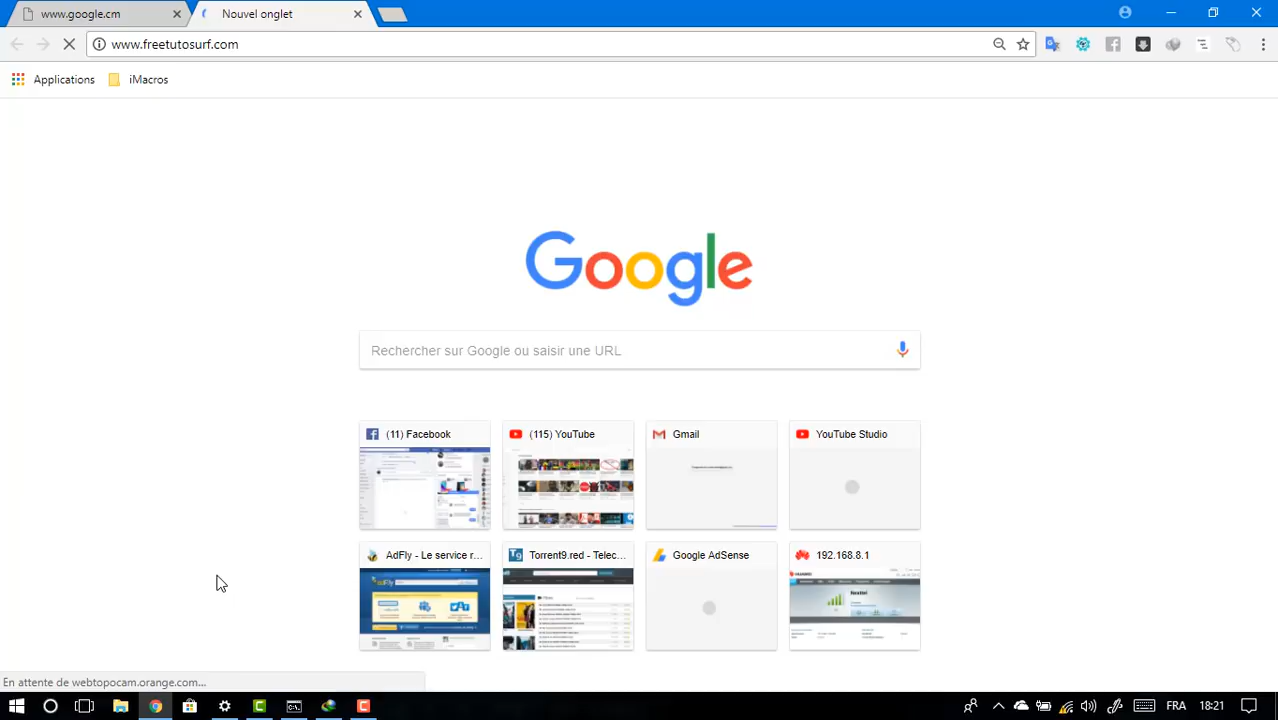 www.google.cm
Nouvel onglet
www.freetutosurf.com
Applications
iMacros
Google
Rechercher sur Google ou saisir une URL
(11) Facebook
(115) YouTube
Gmail
YouTube Studio
AdFly - Le service r...
Torrent9.red - Telec...
Google AdSense
192.168.8.1
En attente de webtopocam.orange.com...
FRA
18:21